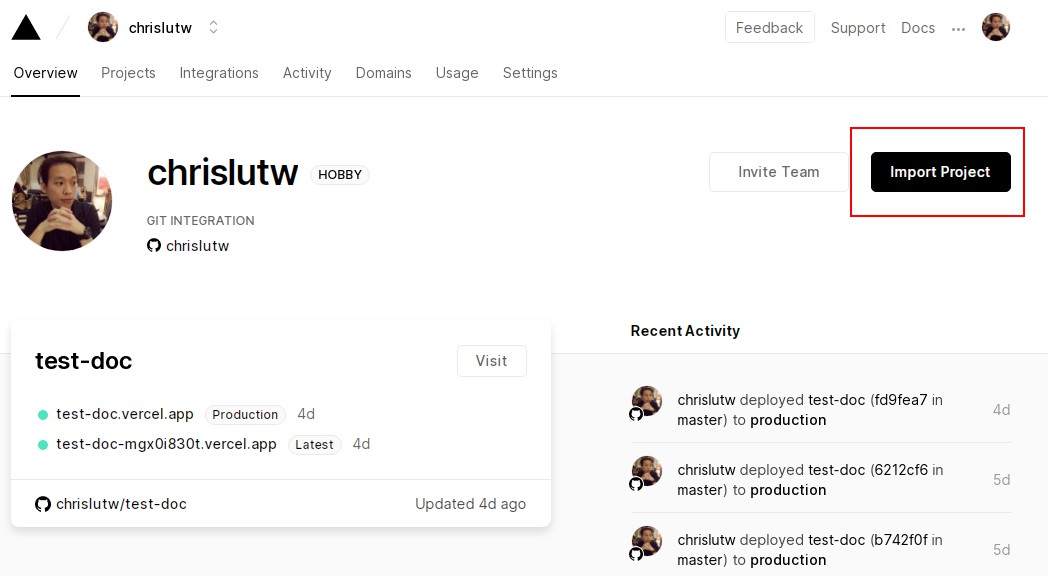 chrislutw
Feedback
Support
Docs
Overview
Projects
Integrations
Activity
Domains
Usage
Settings
chrislutw
HOBBY
Invite Team
Import Project
GIT INTEGRATION
chrislutw
test-doc
Visit
test-doc.vercel.app Production 4d
test-doc-mgx0i830t.vercel.app Latest 4d
chrislutw/test-doc
Updated 4d ago
Recent Activity
chrislutw deployed test-doc (fd9fea7 in
master) to production
4d
chrislutw deployed test-doc (6212cf6 in
master) to production
5d
chrislutw deployed test-doc (b742f0f in
master) to production
5d